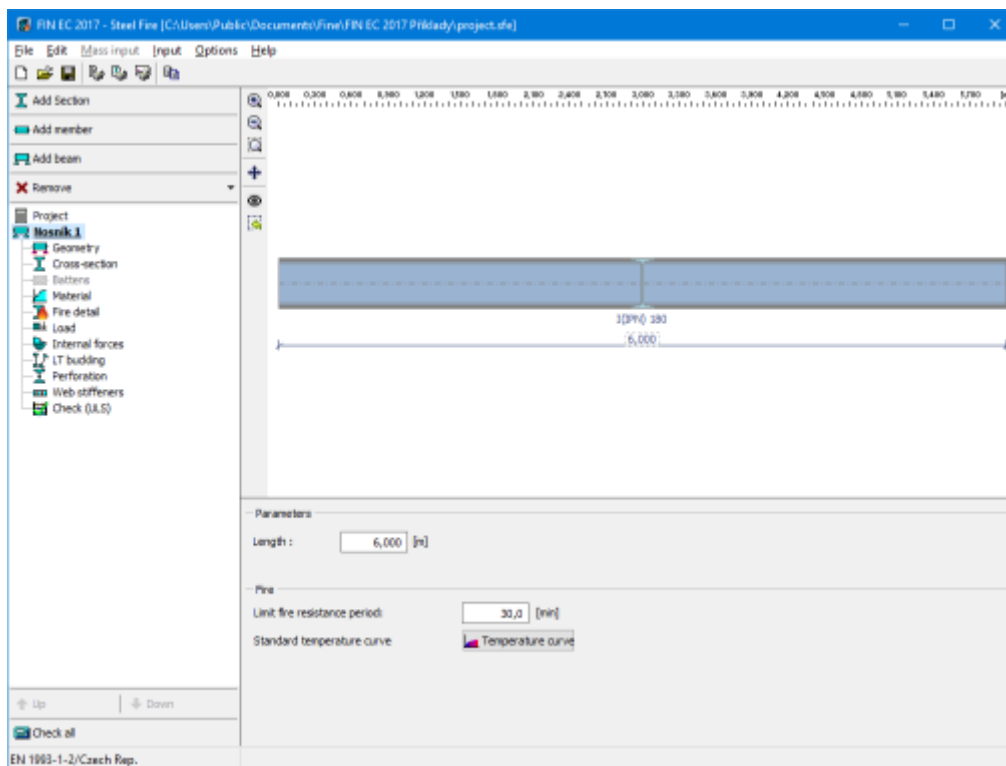 FIN EC 2017 - Steel Fire [C:\Users\Public\Documents\Fine\FIN EC 2017 Příklady\project.sfe]
File Edit Mass input Input Options Help
Add Section
Add member
Add beam
Remove
Project
Nosník 1
Geometry
Cross-section
Battens
Material
Fire detail
Load
Internal forces
LT buckling
Perforation
Web stiffeners
Check (ULS)
Up Down
Check all
EN 1993-1-2/Czech Rep.
I(IPN) 180
6,000
Parameters
Length : 6,000 [m]
Fire
Limit fire resistance period: 30,0 [min]
Standard temperature curve Temperature curve